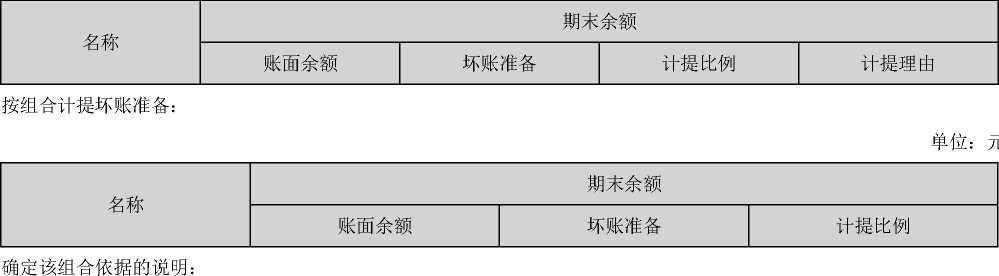 名称 期末余额
账面余额 坏账准备 计提比例 计提理由
按组合计提坏账准备：
单位：元
名称 期末余额
账面余额 坏账准备 计提比例
确定该组合依据的说明：